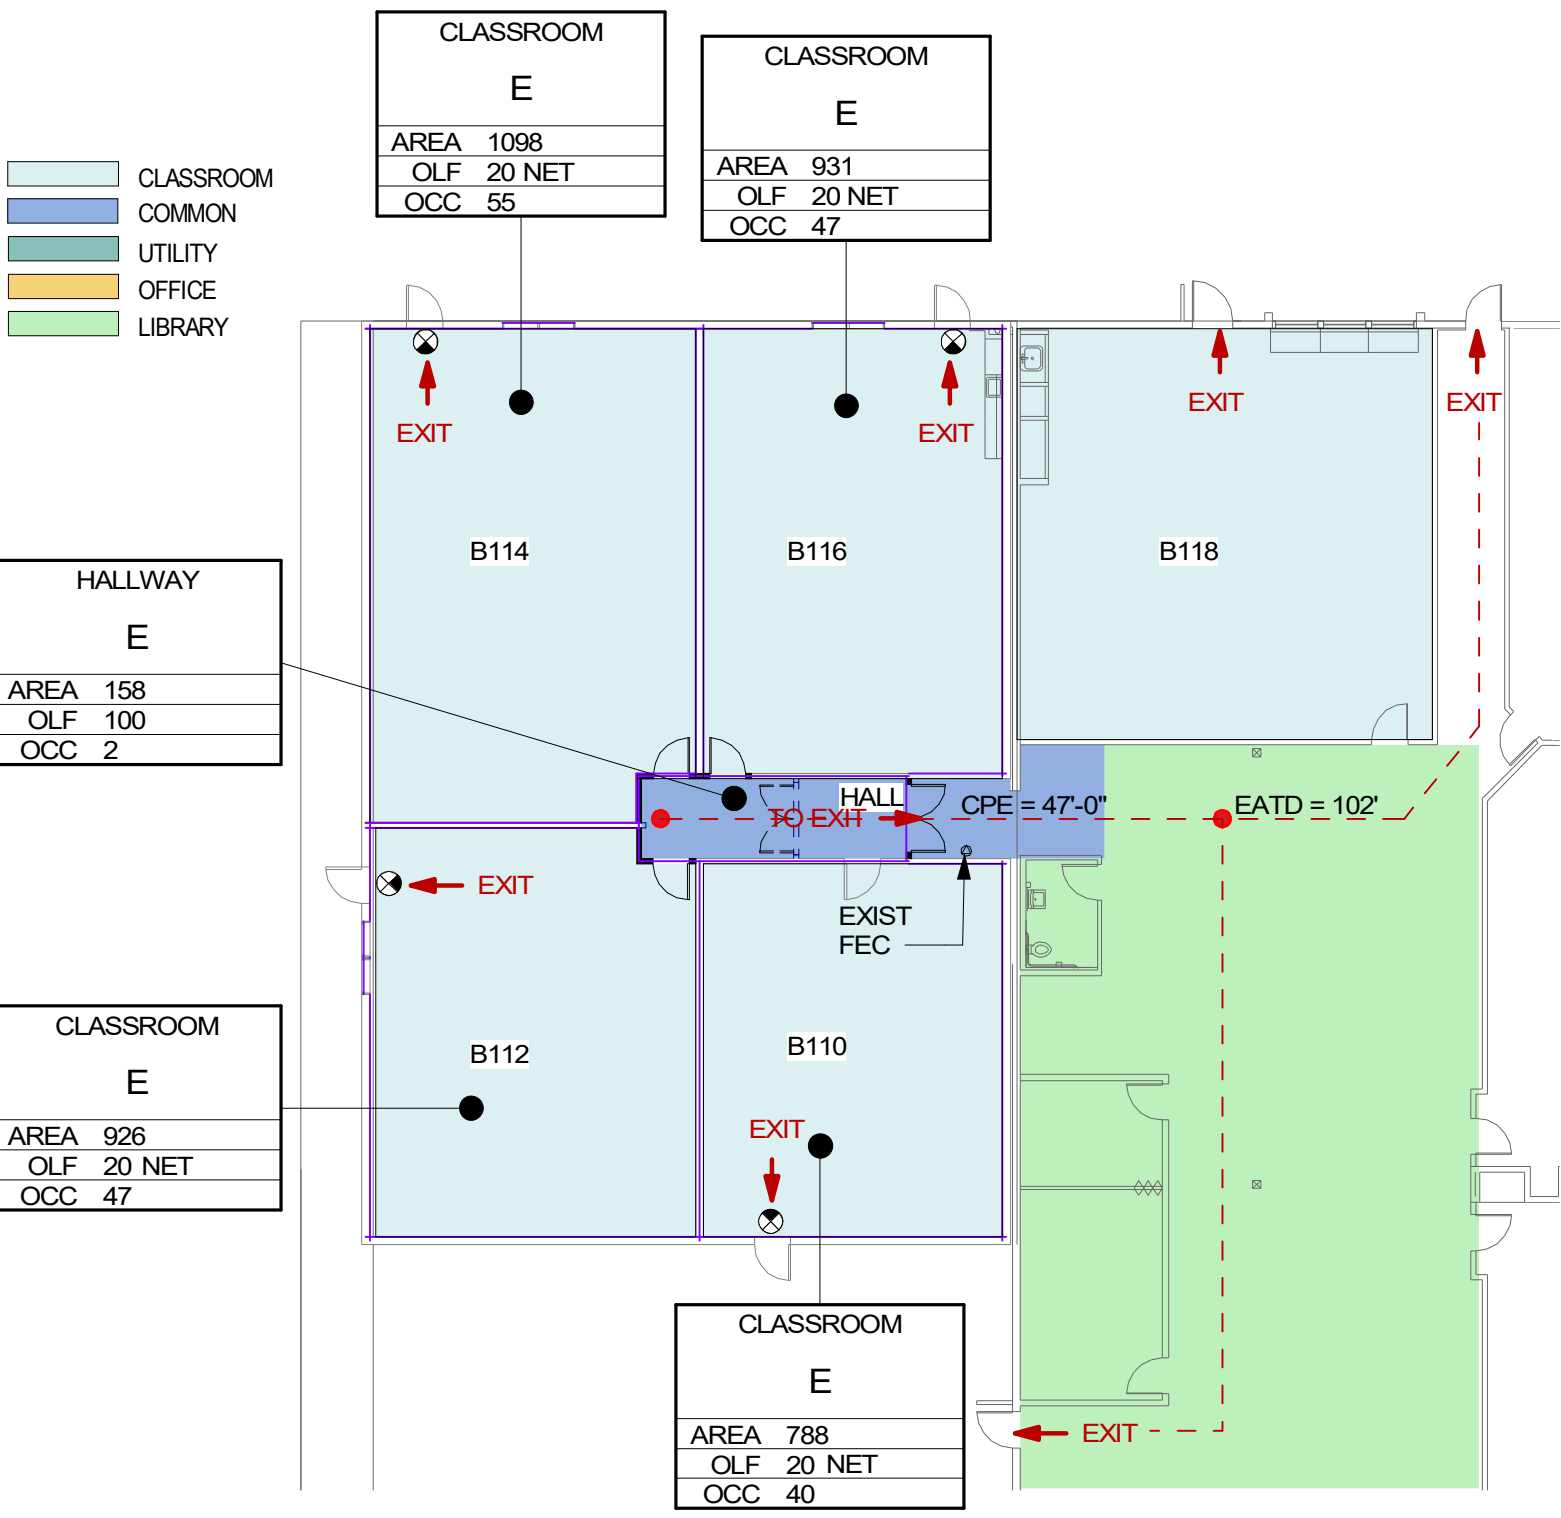 CLASSROOM
E
AREA 1098
OLF 20 NET
OCC 55
CLASSROOM
E
AREA 931
OLF 20 NET
OCC 47
CLASSROOM
COMMON
UTILITY
OFFICE
LIBRARY
EXIT
EXIT
EXIT
EXIT
B114
B116
B118
HALLWAY
E
AREA 158
OLF 100
OCC 2
HALL
CPE = 47'-0"
EATD = 102'
TO EXIT
EXIT
EXIST
FEC
CLASSROOM
E
AREA 926
OLF 20 NET
OCC 47
B112
B110
EXIT
CLASSROOM
E
AREA 788
OLF 20 NET
OCC 40
EXIT